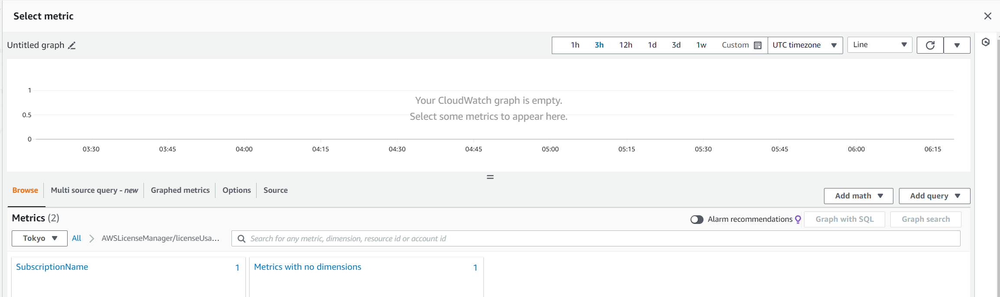 Select metric
Untitled graph
1h 3h 12h 1d 3d 1w Custom UTC timezone Line
1
0.5
0
Your CloudWatch graph is empty.
Select some metrics to appear here.
03:30 03:45 04:00 04:15 04:30 04:45 05:00 05:15 05:30 05:45 06:00 06:15
Browse Multi source query - new Graphed metrics Options Source
Add math Add query
Metrics (2)
Alarm recommendations Graph with SQL Graph search
Tokyo All AWSLicenseManager/licenseUsa... Search for any metric, dimension, resource id or account id
SubscriptionName 1
Metrics with no dimensions 1